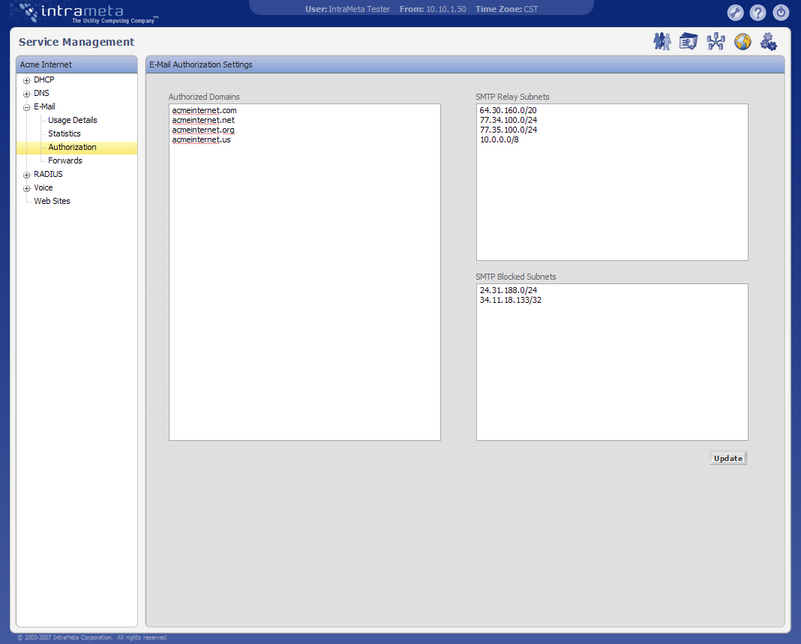 intrameta
The Utility Computing Company™
User: IntraMeta Tester From: 10.10.1.50 Time Zone: CST
Service Management
Acme Internet
DHCP
DNS
E-Mail
Usage Details
Statistics
Authorization
Forwards
RADIUS
Voice
Web Sites
E-Mail Authorization Settings
Authorized Domains
acmeinternet.com
acmeinternet.net
acmeinternet.org
acmeinternet.us
SMTP Relay Subnets
64.30.160.0/20
77.34.100.0/24
77.35.100.0/24
10.0.0.0/8
SMTP Blocked Subnets
24.31.188.0/24
34.11.18.133/32
Update
© 2003-2007 IntraMeta Corporation. All rights reserved.